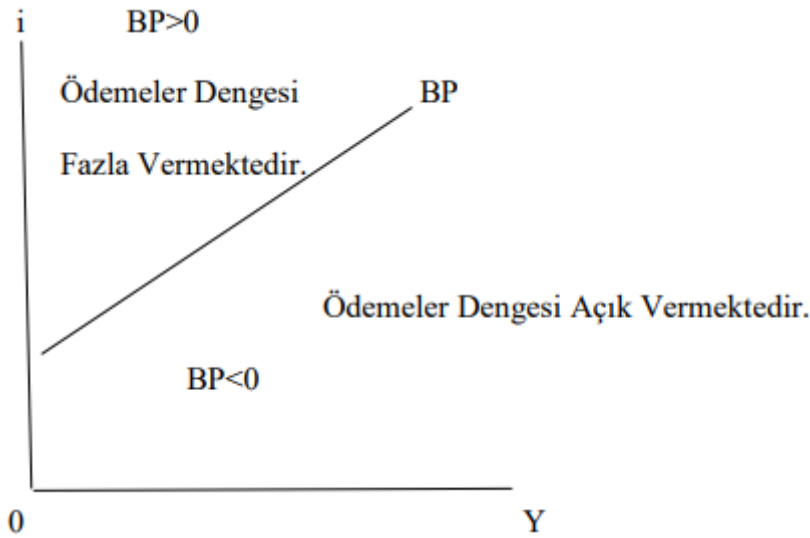 i
BP>0
Ödemeler Dengesi
BP
Fazla Vermektedir.
Ödemeler Dengesi Açık Vermektedir.
BP<0
0
Y